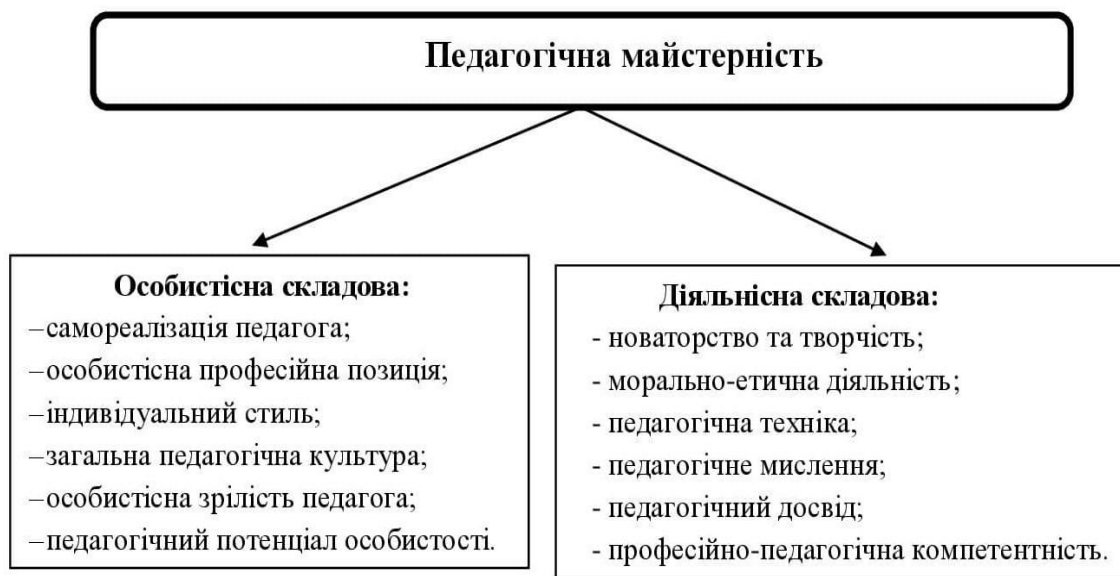 Педагогічна майстерність
Особистісна складова:
–самореалізація педагога;
–особистісна професійна позиція;
–індивідуальний стиль;
–загальна педагогічна культура;
–особистісна зрілість педагога;
–педагогічний потенціал особистості.
Діяльнісна складова:
- новаторство та творчість;
- морально-етична діяльність;
- педагогічна техніка;
- педагогічне мислення;
- педагогічний досвід;
- професійно-педагогічна компетентність.